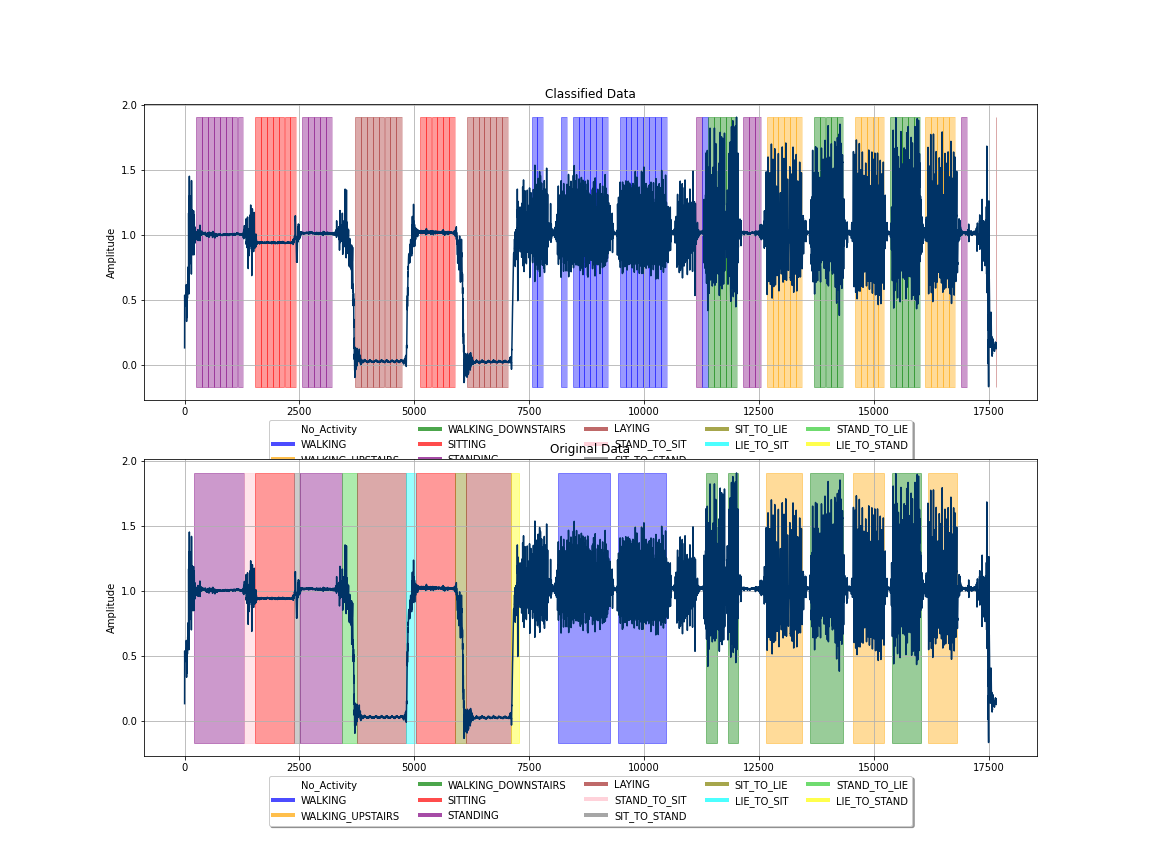 Classified Data
2.0
1.5
1.0
0.5
0.0
Amplitude
0 2500 5000 7500 10000 12500 15000 17500
No_Activity WALKING_DOWNSTAIRS LAYING SIT_TO_LIE STAND_TO_LIE
WALKING SITTING STAND_TO_SIT LIE_TO_SIT LIE_TO_STAND
WALKING_UPSTAIRS STANDING SIT_TO_STAND
Original Data
2.0
1.5
1.0
0.5
0.0
Amplitude
0 2500 5000 7500 10000 12500 15000 17500
No_Activity WALKING_DOWNSTAIRS LAYING SIT_TO_LIE STAND_TO_LIE
WALKING SITTING STAND_TO_SIT LIE_TO_SIT LIE_TO_STAND
WALKING_UPSTAIRS STANDING SIT_TO_STAND